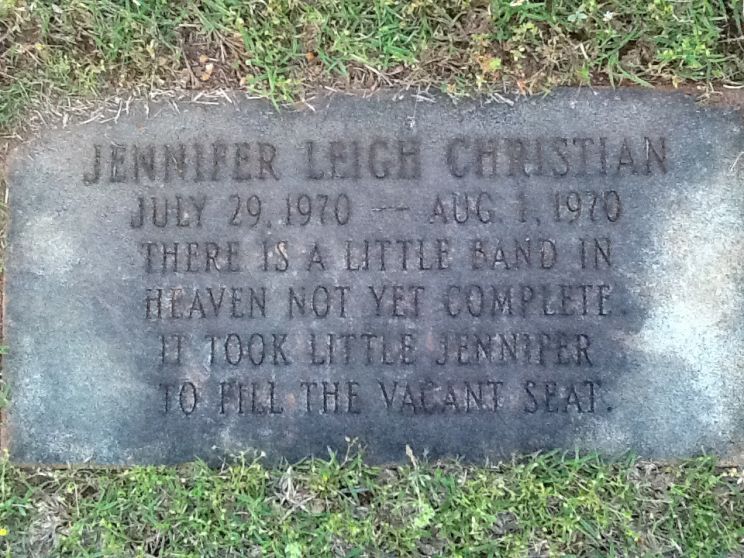 JENNIFER LEIGH CHRISTIAN
JULY 29, 1970 -- AUG. 1, 1970
THERE IS A LITTLE BAND IN
HEAVEN NOT YET COMPLETE.
IT TOOK LITTLE JENNIFER
TO FILL THE VACANT SEAT.